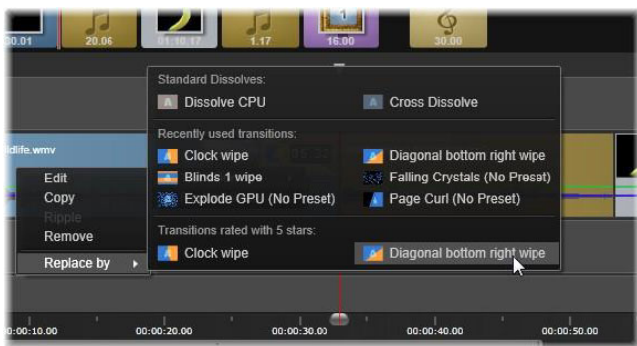 30.01 20.06 01:10.17 1.17 16.00 30.00
Standard Dissolves:
Dissolve CPU Cross Dissolve
ldlife.wmv
Recently used transitions:
Clock wipe Diagonal bottom right wipe
Blinds 1 wipe Falling Crystals (No Preset)
Explode GPU (No Preset) Page Curl (No Preset)
Transitions rated with 5 stars:
Clock wipe Diagonal bottom right wipe
Edit
Copy
Ripple
Remove
Replace by
0:00:10.00 00:00:20.00 00:00:30.00 00:00:40.00 00:00:50.00